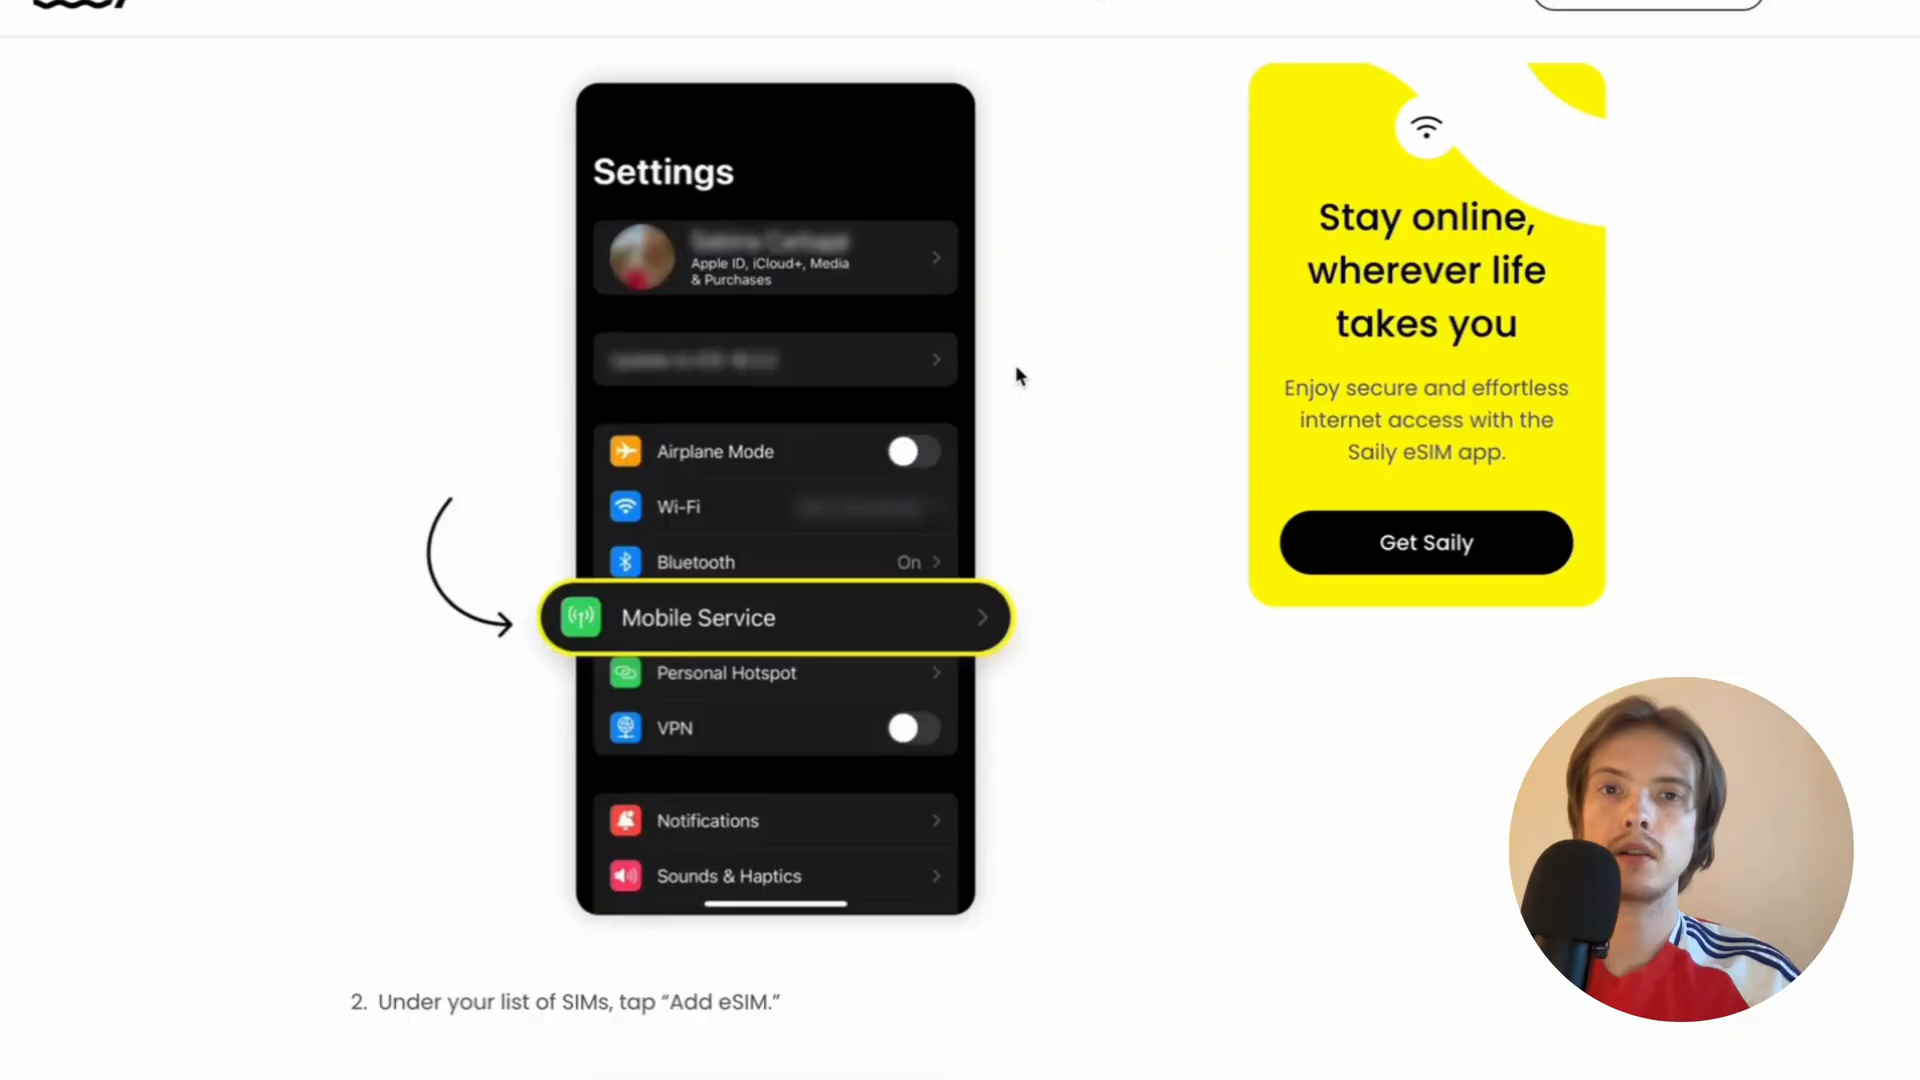 Settings
Apple ID, iCloud+, Media
& Purchases
Airplane Mode
Wi-Fi
Bluetooth On
Mobile Service
Personal Hotspot
VPN
Notifications
Sounds & Haptics
2. Under your list of SIMs, tap “Add eSIM.”
Stay online,
wherever life
takes you
Enjoy secure and effortless
internet access with the
Saily eSIM app.
Get Saily